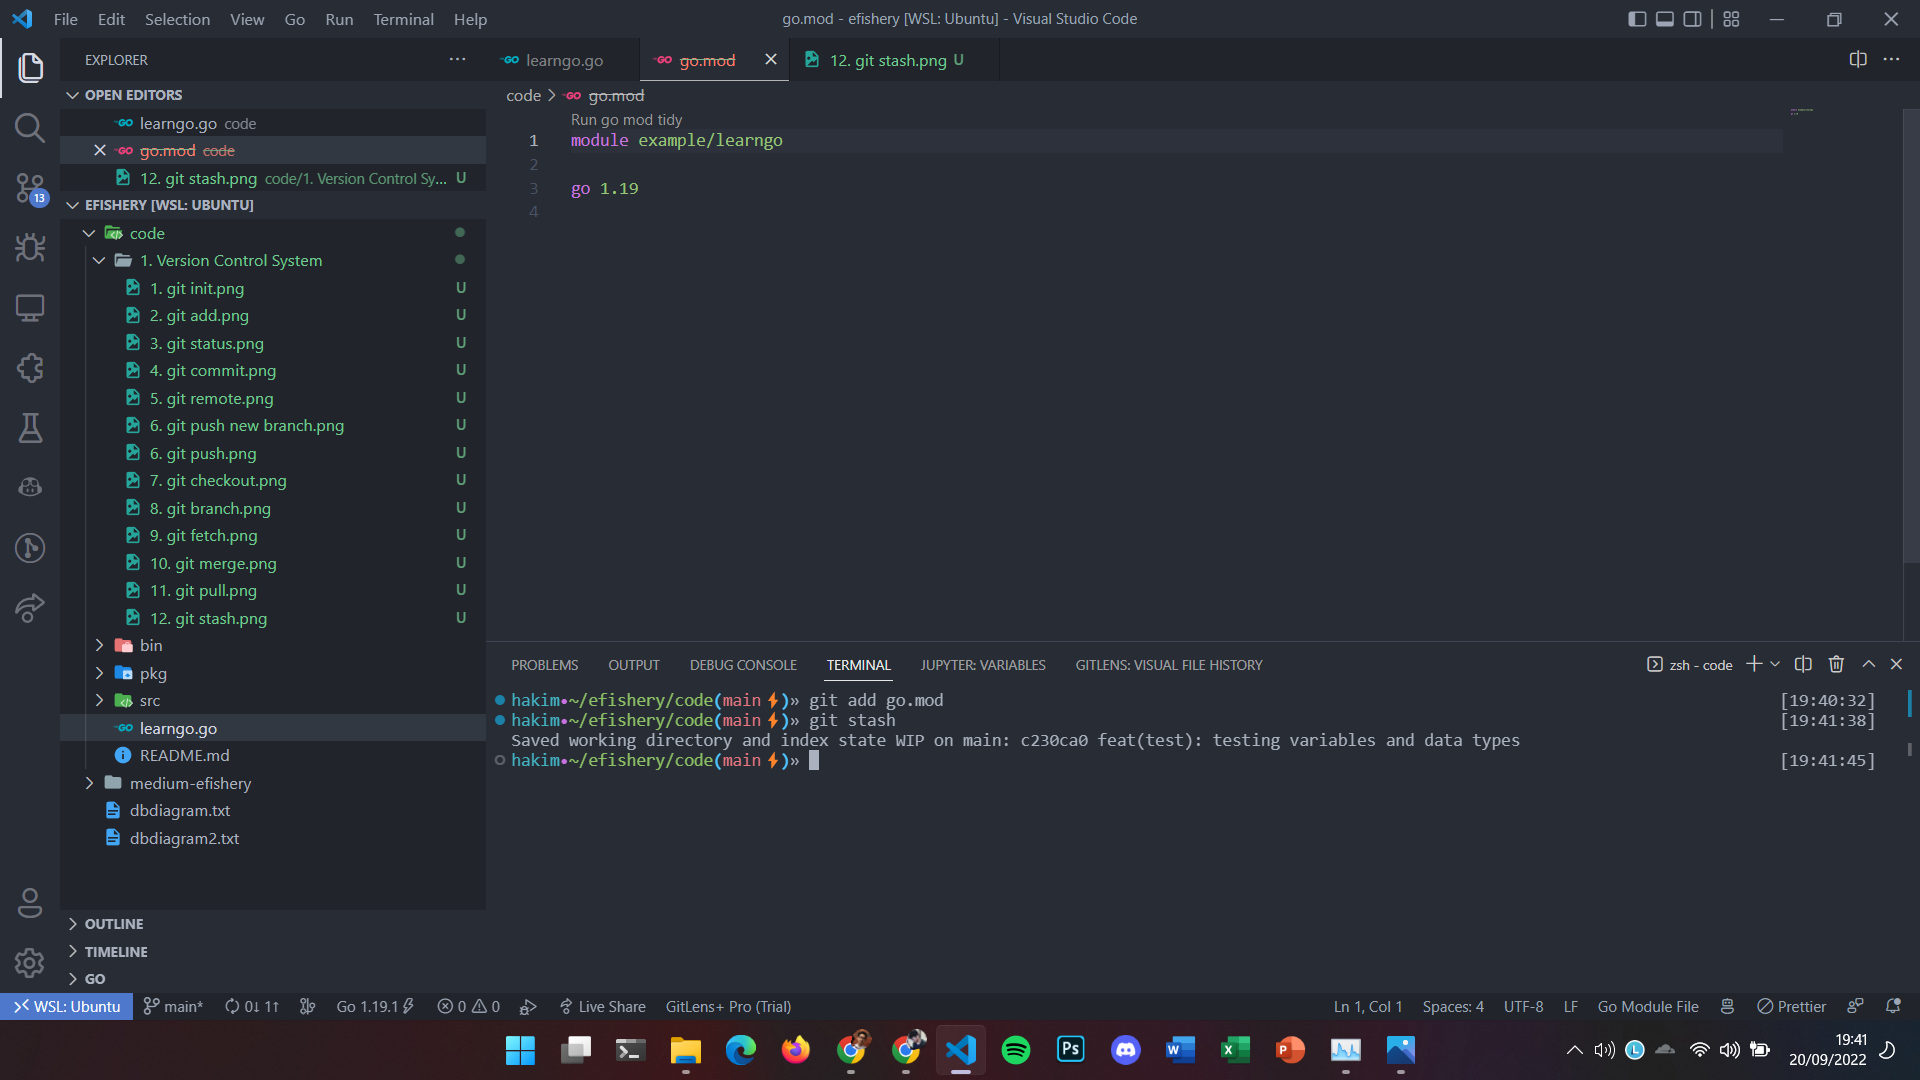 File Edit Selection View Go Run Terminal Help
go.mod - efishery [WSL: Ubuntu] - Visual Studio Code
EXPLORER
learngo.go
go.mod
12. git stash.png U
OPEN EDITORS
learngo.go code
go.mod code
12. git stash.png code/1. Version Control Sy... U
13
EFISHERY [WSL: UBUNTU]
code
1. Version Control System
1. git init.png U
2. git add.png U
3. git status.png U
4. git commit.png U
5. git remote.png U
6. git push new branch.png U
6. git push.png U
7. git checkout.png U
8. git branch.png U
9. git fetch.png U
10. git merge.png U
11. git pull.png U
12. git stash.png U
bin
pkg
src
learngo.go
README.md
medium-efishery
dbdiagram.txt
dbdiagram2.txt
OUTLINE
TIMELINE
GO
code > go.mod
Run go mod tidy
1 module example/learngo
2
3 go 1.19
4
PROBLEMS OUTPUT DEBUG CONSOLE TERMINAL JUPYTER: VARIABLES GITLENS: VISUAL FILE HISTORY
zsh - code
hakim•~/efishery/code(main⚡)» git add go.mod [19:40:32]
hakim•~/efishery/code(main⚡)» git stash [19:41:38]
Saved working directory and index state WIP on main: c230ca0 feat(test): testing variables and data types
hakim•~/efishery/code(main⚡)» [19:41:45]
WSL: Ubuntu main* 0↓ 1↑ Go 1.19.1 0 0 Live Share GitLens+ Pro (Trial)
Ln 1, Col 1 Spaces: 4 UTF-8 LF Go Module File Prettier
19:41
20/09/2022